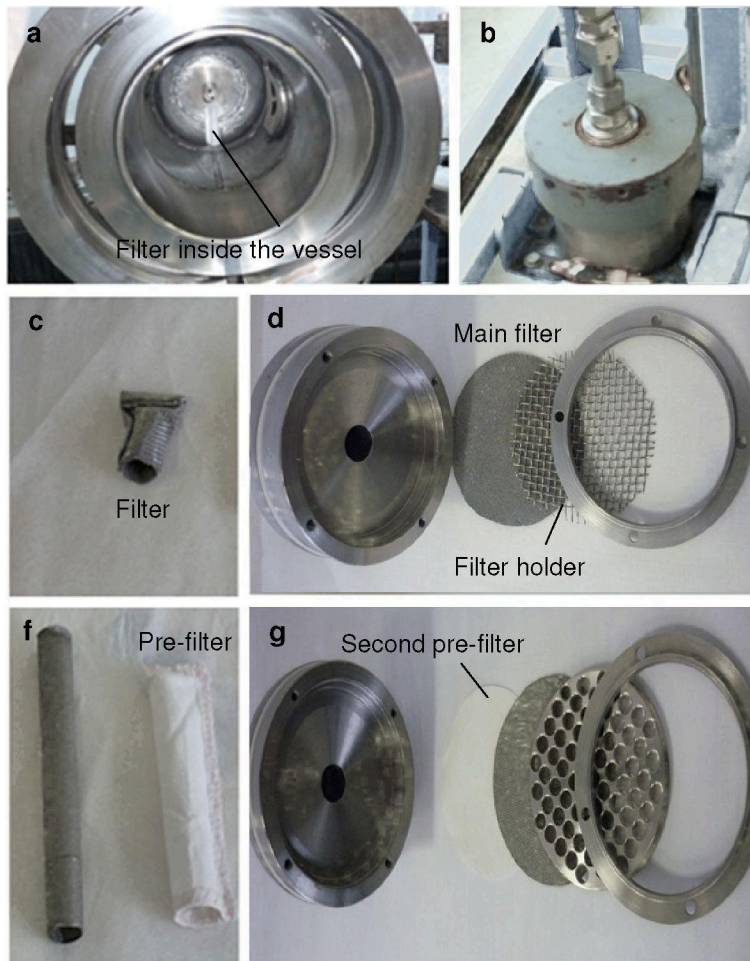 a
b
Filter inside the vessel
c
Filter
d
Main filter
Filter holder
f
Pre-filter
g
Second pre-filter